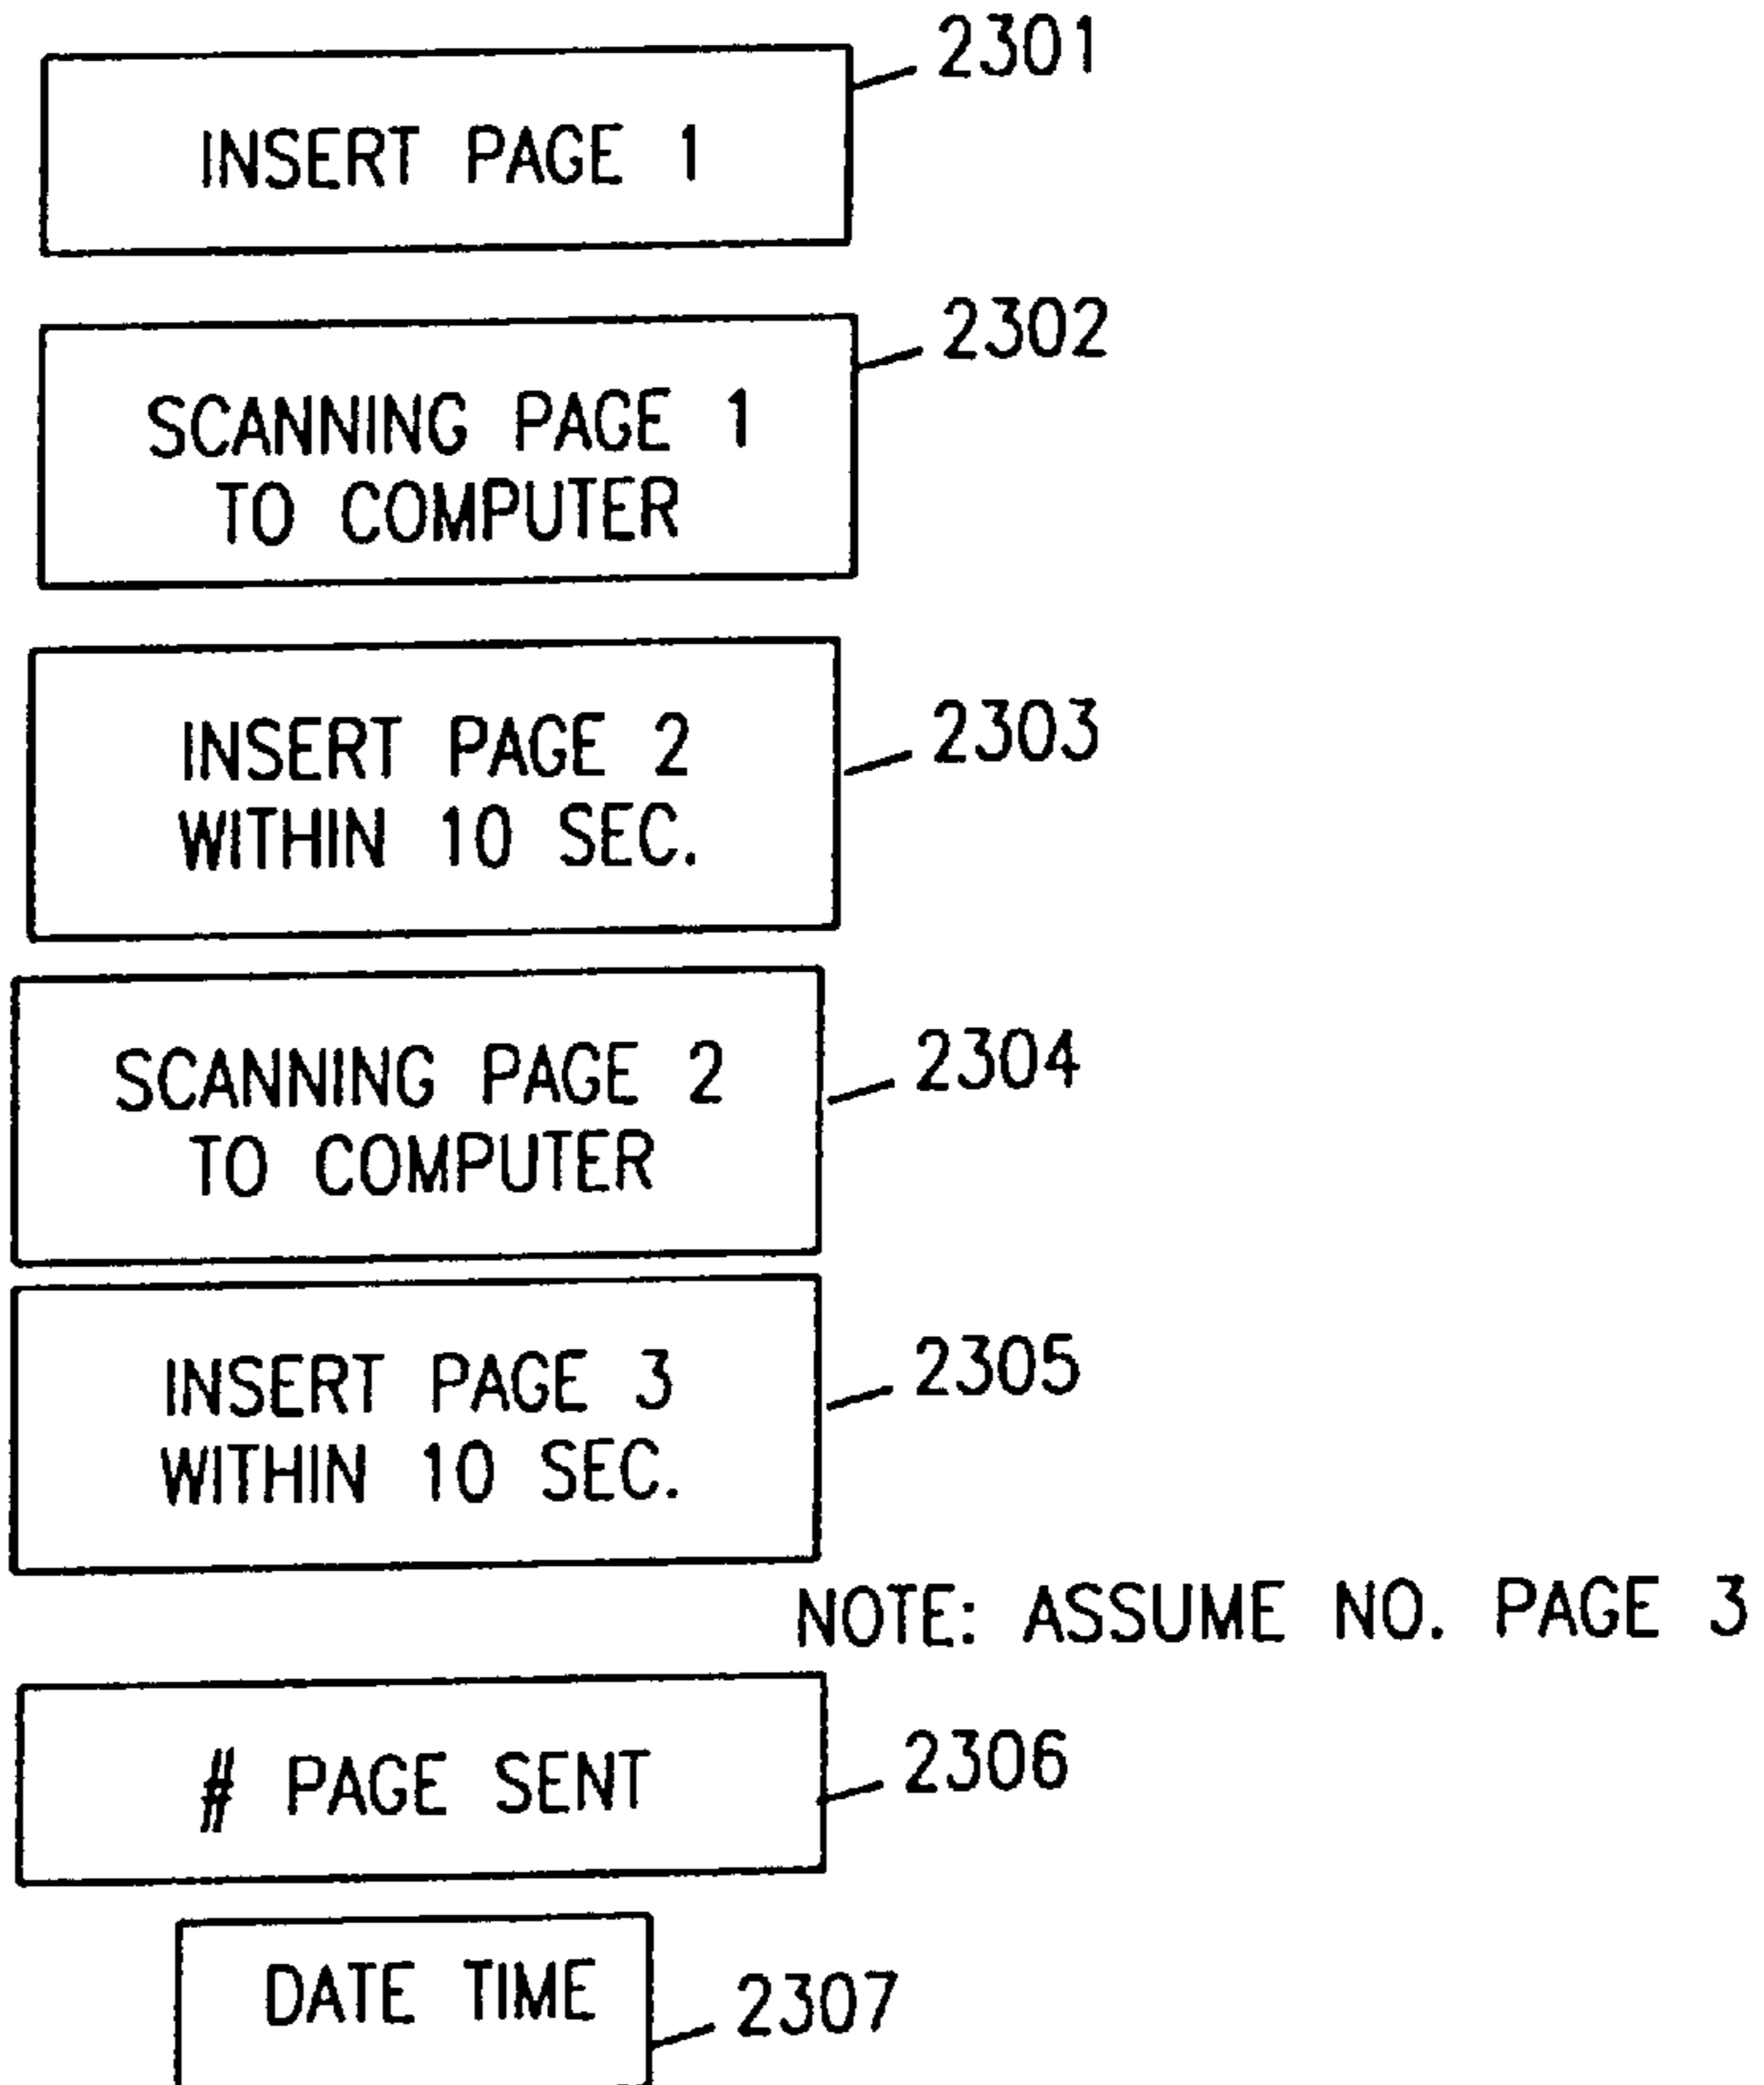 2301
INSERT PAGE 1
2302
SCANNING PAGE 1
TO COMPUTER
2303
INSERT PAGE 2
WITHIN 10 SEC.
2304
SCANNING PAGE 2
TO COMPUTER
2305
INSERT PAGE 3
WITHIN 10 SEC.
NOTE: ASSUME NO. PAGE 3
2306
# PAGE SENT
DATE TIME
2307